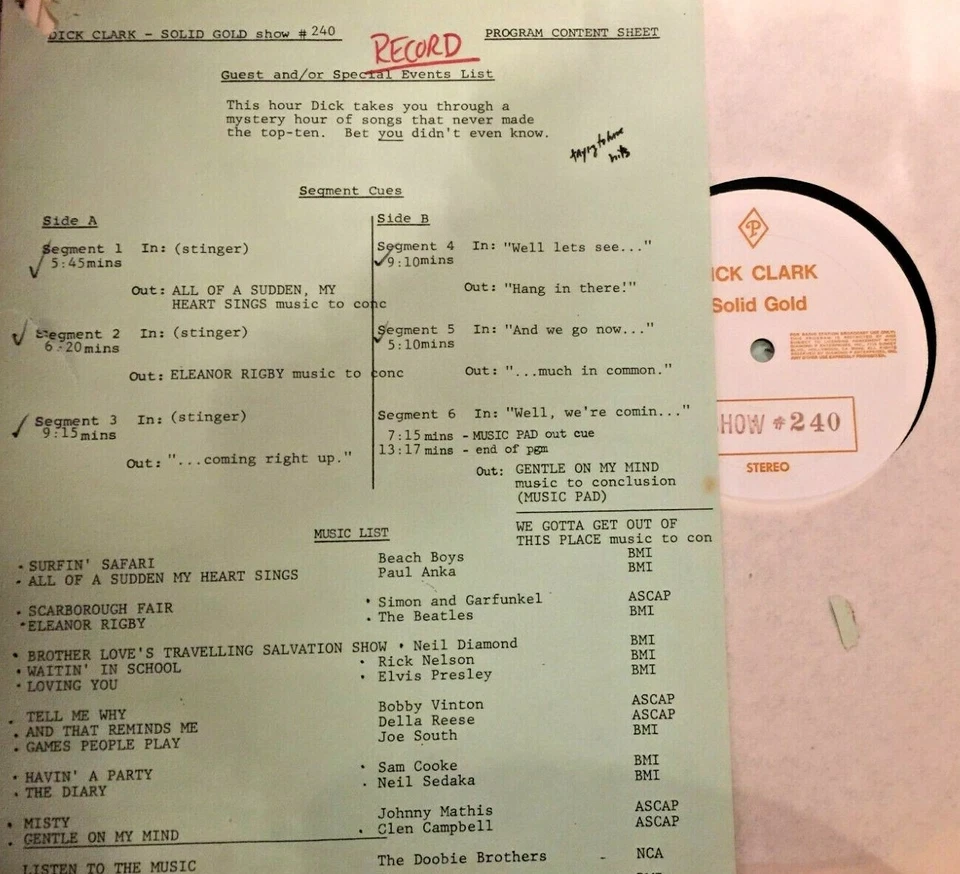 DICK CLARK - SOLID GOLD show # 240
RECORD
PROGRAM CONTENT SHEET
Guest and/or Special Events List
This hour Dick takes you through a
mystery hour of songs that never made
the top-ten. Bet you didn't even know.
trying to have
hits
Segment Cues
Side A
Segment 1 In: (stinger)
5:45mins
Out: ALL OF A SUDDEN, MY
HEART SINGS music to conc
Segment 2 In: (stinger)
6:20mins
Out: ELEANOR RIGBY music to conc
Segment 3 In: (stinger)
9:15mins
Out: "...coming right up."
Side B
Segment 4 In: "Well lets see..."
9:10mins
Out: "Hang in there!"
Segment 5 In: "And we go now..."
5:10mins
Out: "...much in common."
Segment 6 In: "Well, we're comin..."
7:15 mins - MUSIC PAD out cue
13:17 mins - end of pgm
Out: GENTLE ON MY MIND
music to conclusion
(MUSIC PAD)
WE GOTTA GET OUT OF
THIS PLACE music to con
MUSIC LIST
• SURFIN' SAFARI Beach Boys BMI
• ALL OF A SUDDEN MY HEART SINGS Paul Anka BMI
• SCARBOROUGH FAIR • Simon and Garfunkel ASCAP
• ELEANOR RIGBY • The Beatles BMI
• BROTHER LOVE'S TRAVELLING SALVATION SHOW • Neil Diamond BMI
• WAITIN' IN SCHOOL • Rick Nelson BMI
• LOVING YOU • Elvis Presley BMI
• TELL ME WHY Bobby Vinton ASCAP
• AND THAT REMINDS ME Della Reese ASCAP
• GAMES PEOPLE PLAY Joe South BMI
• HAVIN' A PARTY • Sam Cooke BMI
• THE DIARY • Neil Sedaka BMI
• MISTY Johnny Mathis ASCAP
• GENTLE ON MY MIND • Glen Campbell ASCAP
LISTEN TO THE MUSIC The Doobie Brothers - NCA
P
ICK CLARK
Solid Gold
HOW #240
STEREO